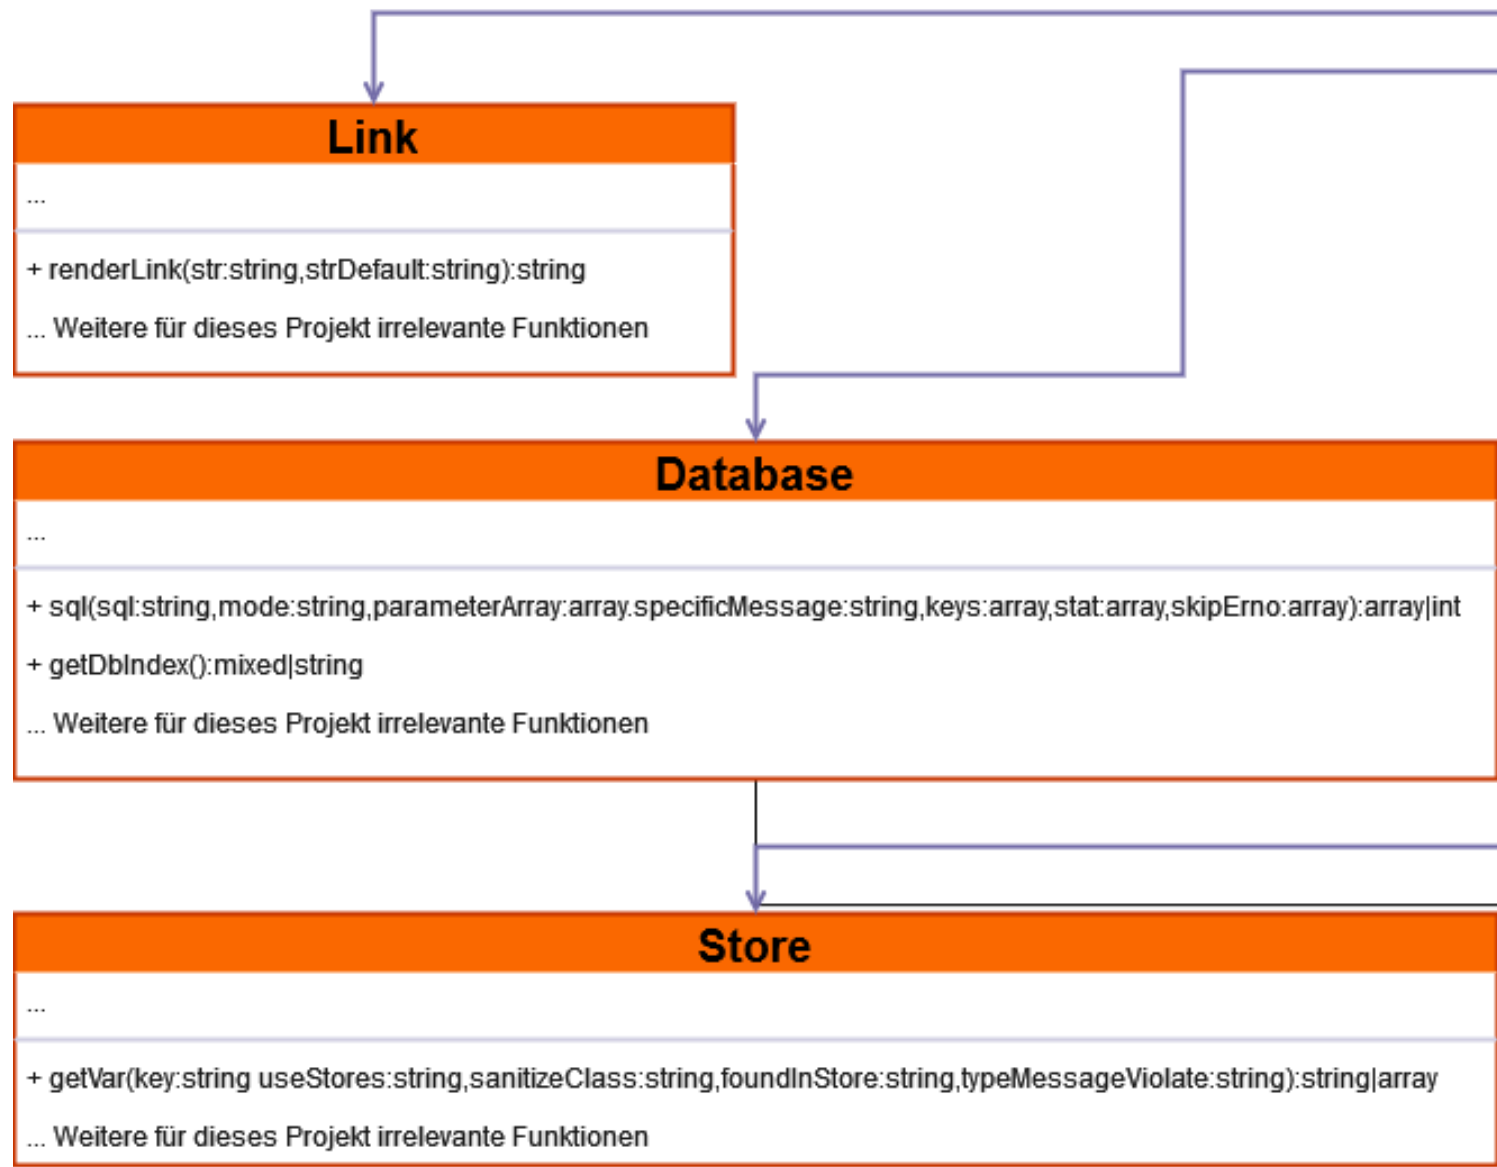 Link
...
+ renderLink(str:string,strDefault:string):string
... Weitere für dieses Projekt irrelevante Funktionen
Database
...
+ sql(sql:string,mode:string,parameterArray:array.specificMessage:string,keys:array,stat:array,skipErno:array):array|int
+ getDbIndex():mixed|string
... Weitere für dieses Projekt irrelevante Funktionen
Store
...
+ getVar(key:string useStores:string,sanitizeClass:string,foundInStore:string,typeMessageViolate:string):string|array
... Weitere für dieses Projekt irrelevante Funktionen